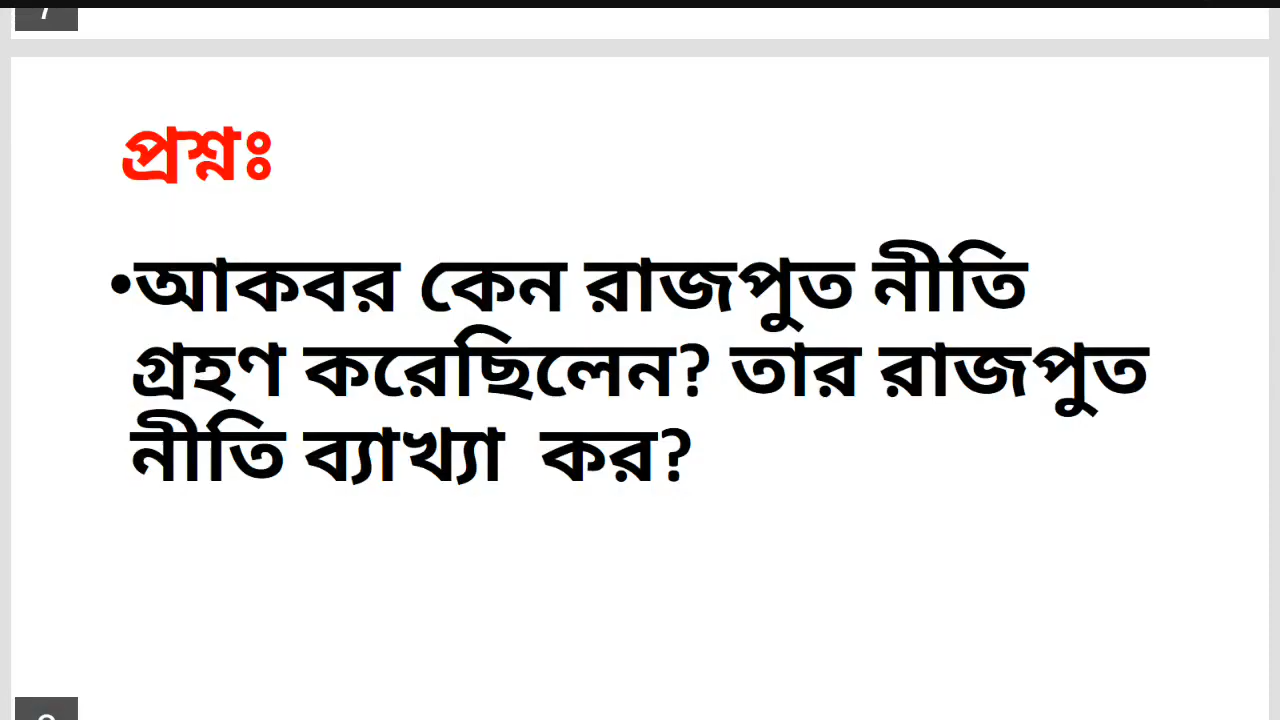 প্রশ্নঃ
•আকবর কেন রাজপুত নীতি
গ্রহণ করেছিলেন? তার রাজপুত
নীতি ব্যাখ্যা কর?